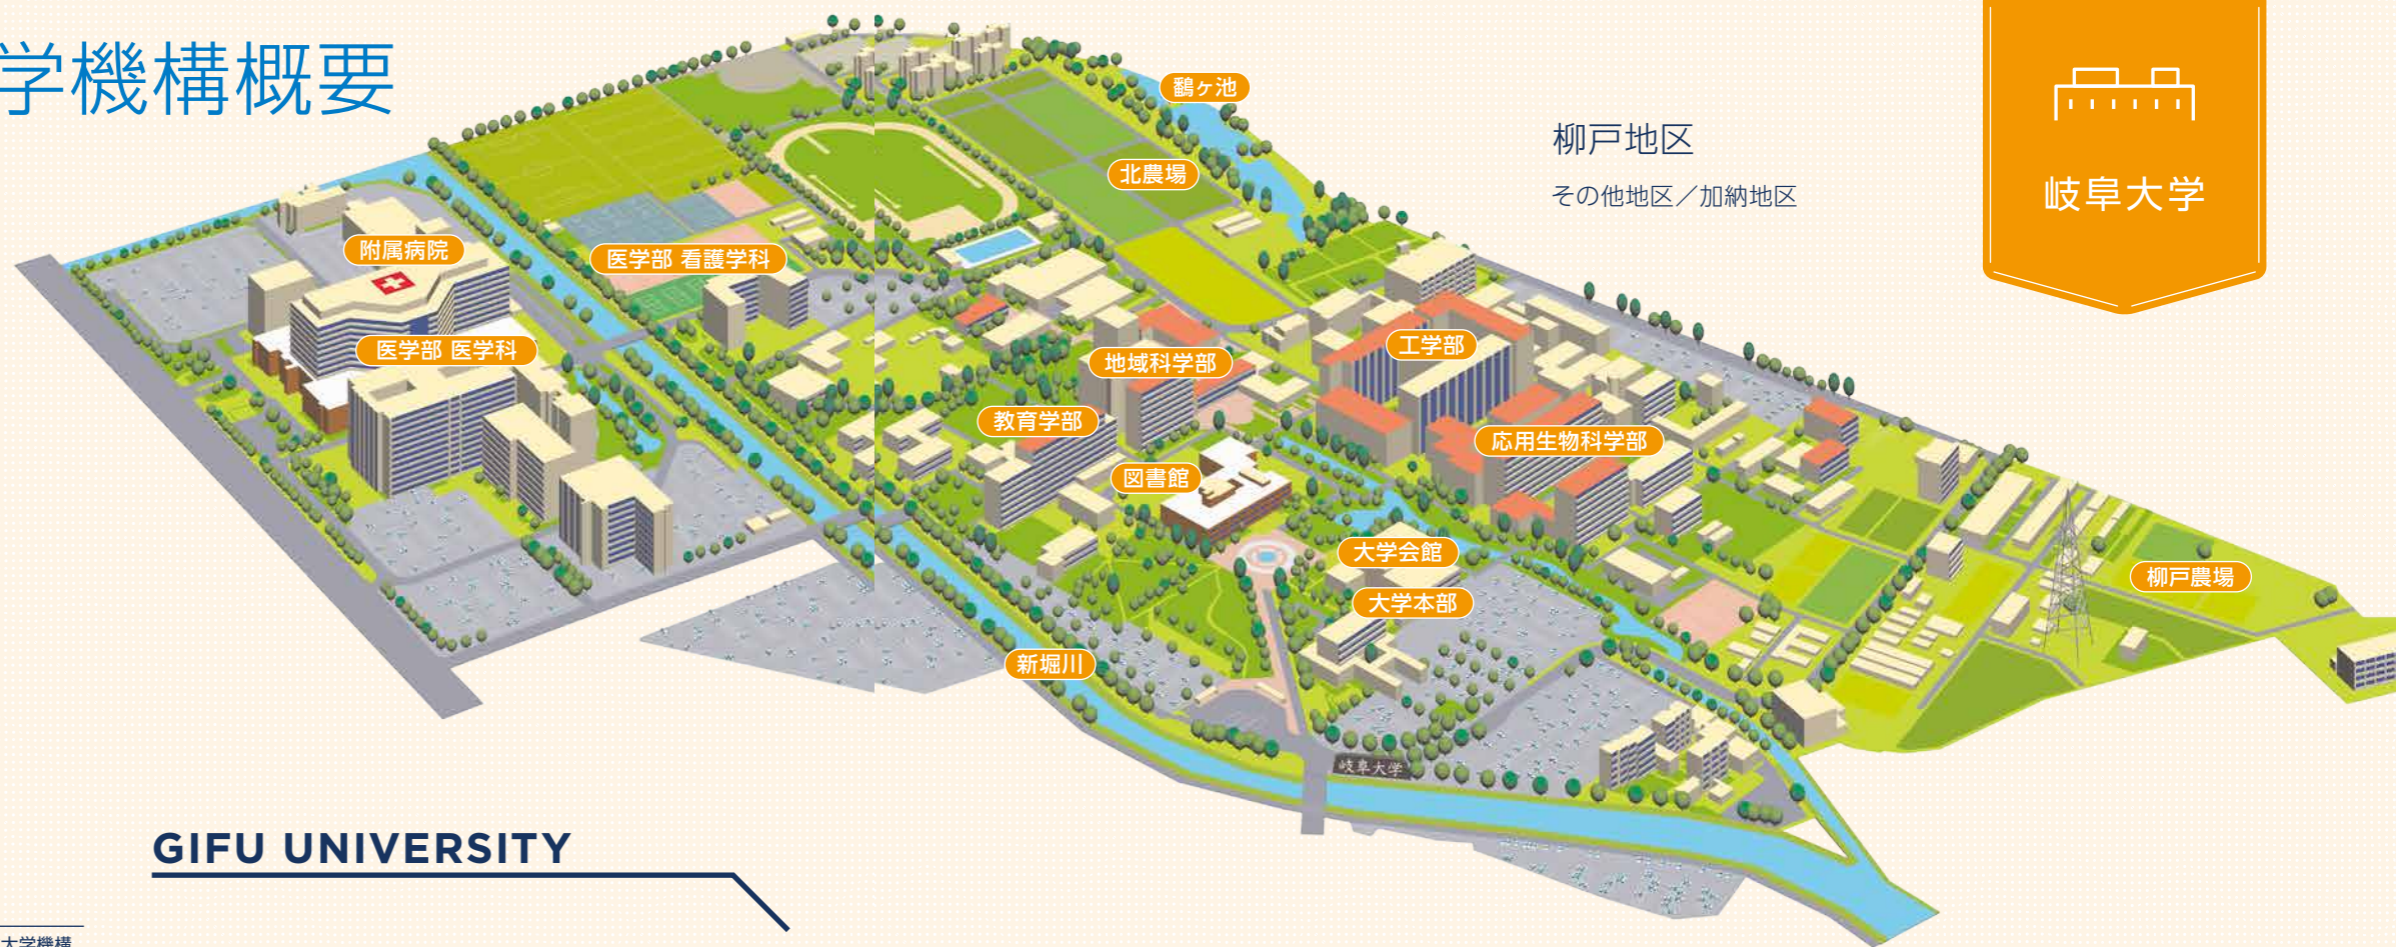 学機構概要
柳戸地区
その他地区／加納地区
岐阜大学
鷭ヶ池
北農場
附属病院
医学部 看護学科
医学部 医学科
地域科学部
工学部
教育学部
応用生物科学部
図書館
大学会館
大学本部
柳戸農場
新堀川
岐阜大学
GIFU UNIVERSITY
大学機構